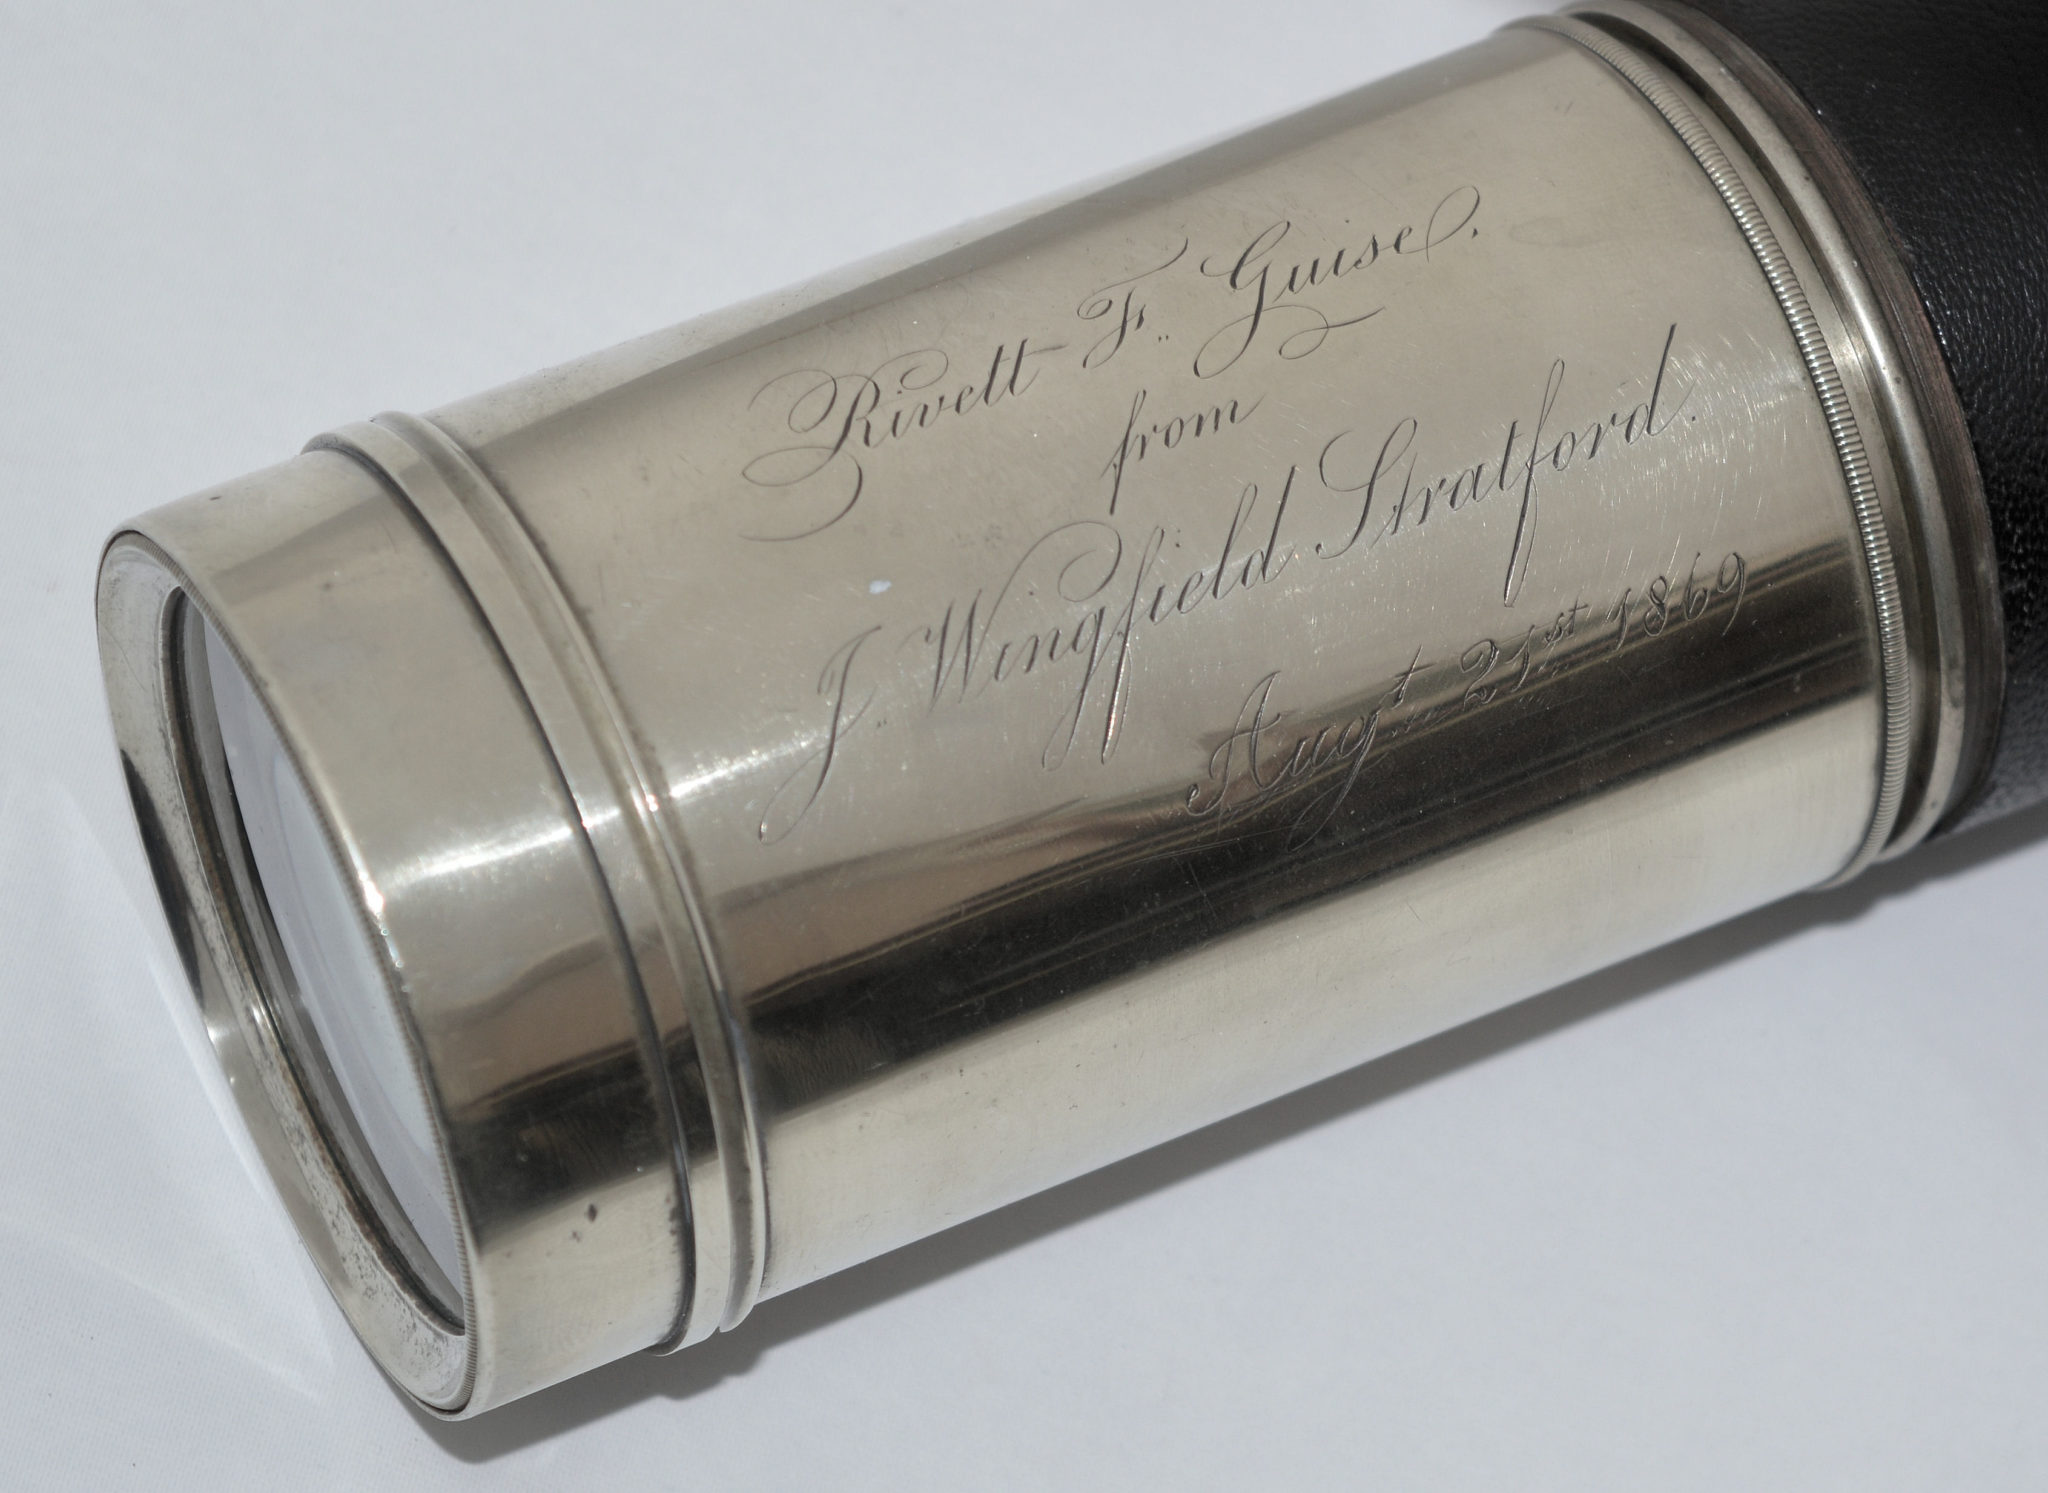 Rivett F. Guise.
from
J. Wingfield Stratford.
Augt. 21st 1869